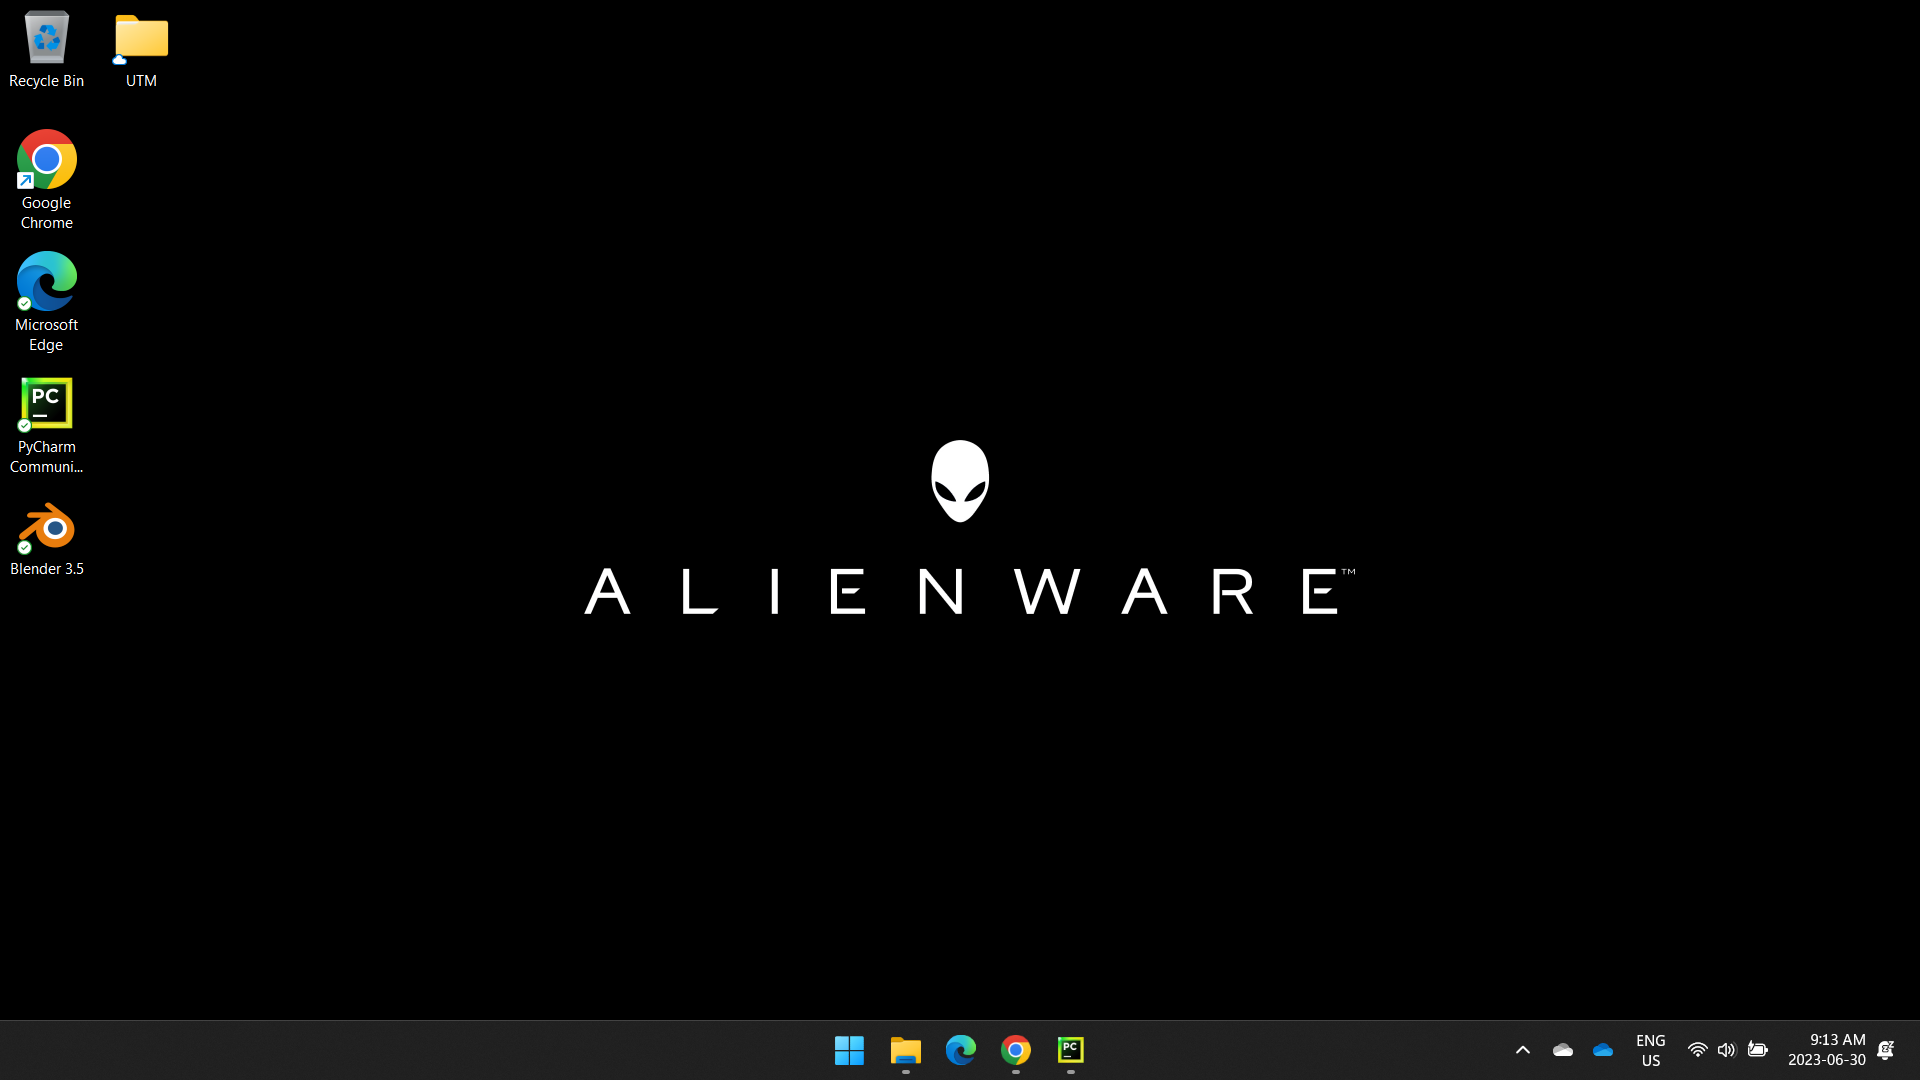 Recycle Bin
UTM
Google
Chrome
Microsoft
Edge
PC
PyCharm
Communi...
Blender 3.5
ALIENWARE™
PC
ENG
US
9:13 AM
2023-06-30